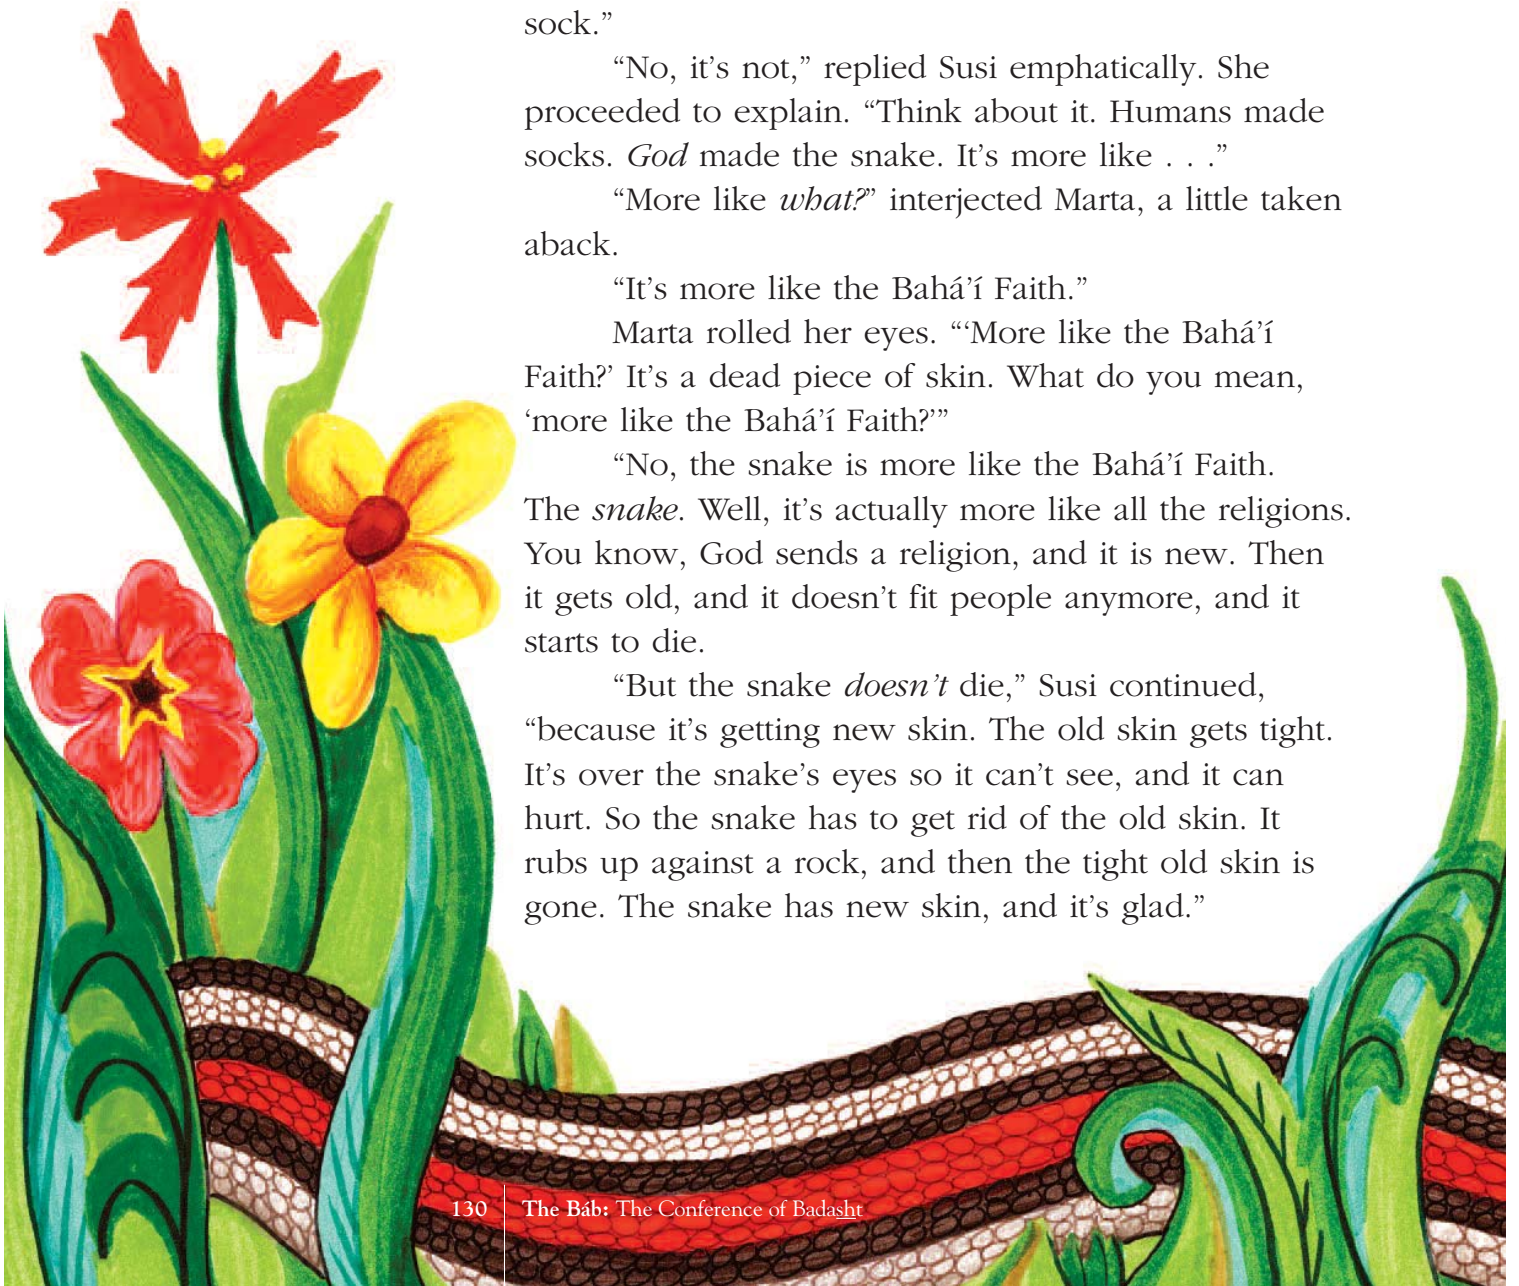 sock.”
“No, it’s not,” replied Susi emphatically. She
proceeded to explain. “Think about it. Humans made
socks. God made the snake. It’s more like . . .”
“More like what?” interjected Marta, a little taken
aback.
“It’s more like the Bahá’í Faith.”
Marta rolled her eyes. “‘More like the Bahá’í
Faith?’ It’s a dead piece of skin. What do you mean,
‘more like the Bahá’í Faith?’”
“No, the snake is more like the Bahá’í Faith.
The snake. Well, it’s actually more like all the religions.
You know, God sends a religion, and it is new. Then
it gets old, and it doesn’t fit people anymore, and it
starts to die.
“But the snake doesn’t die,” Susi continued,
“because it’s getting new skin. The old skin gets tight.
It’s over the snake’s eyes so it can’t see, and it can
hurt. So the snake has to get rid of the old skin. It
rubs up against a rock, and then the tight old skin is
gone. The snake has new skin, and it’s glad.”
130 The Báb: The Conference of Badasht